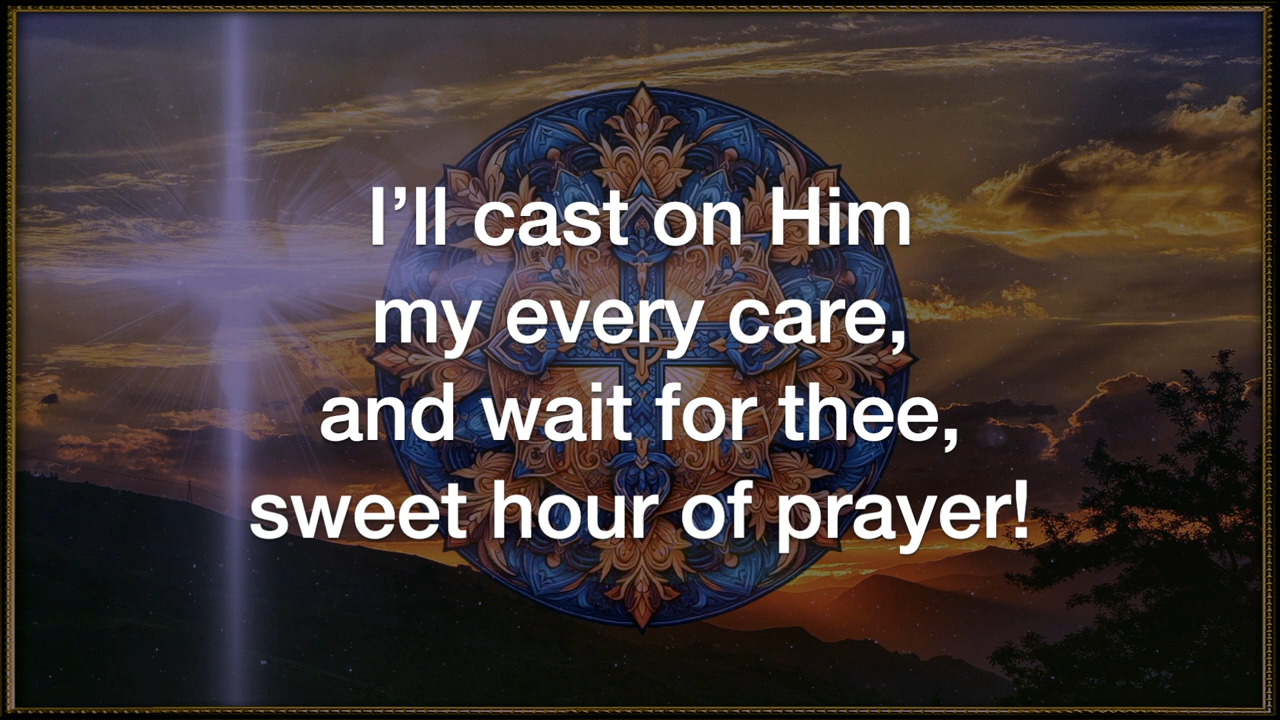 I’ll cast on Him
my every care,
and wait for thee,
sweet hour of prayer!